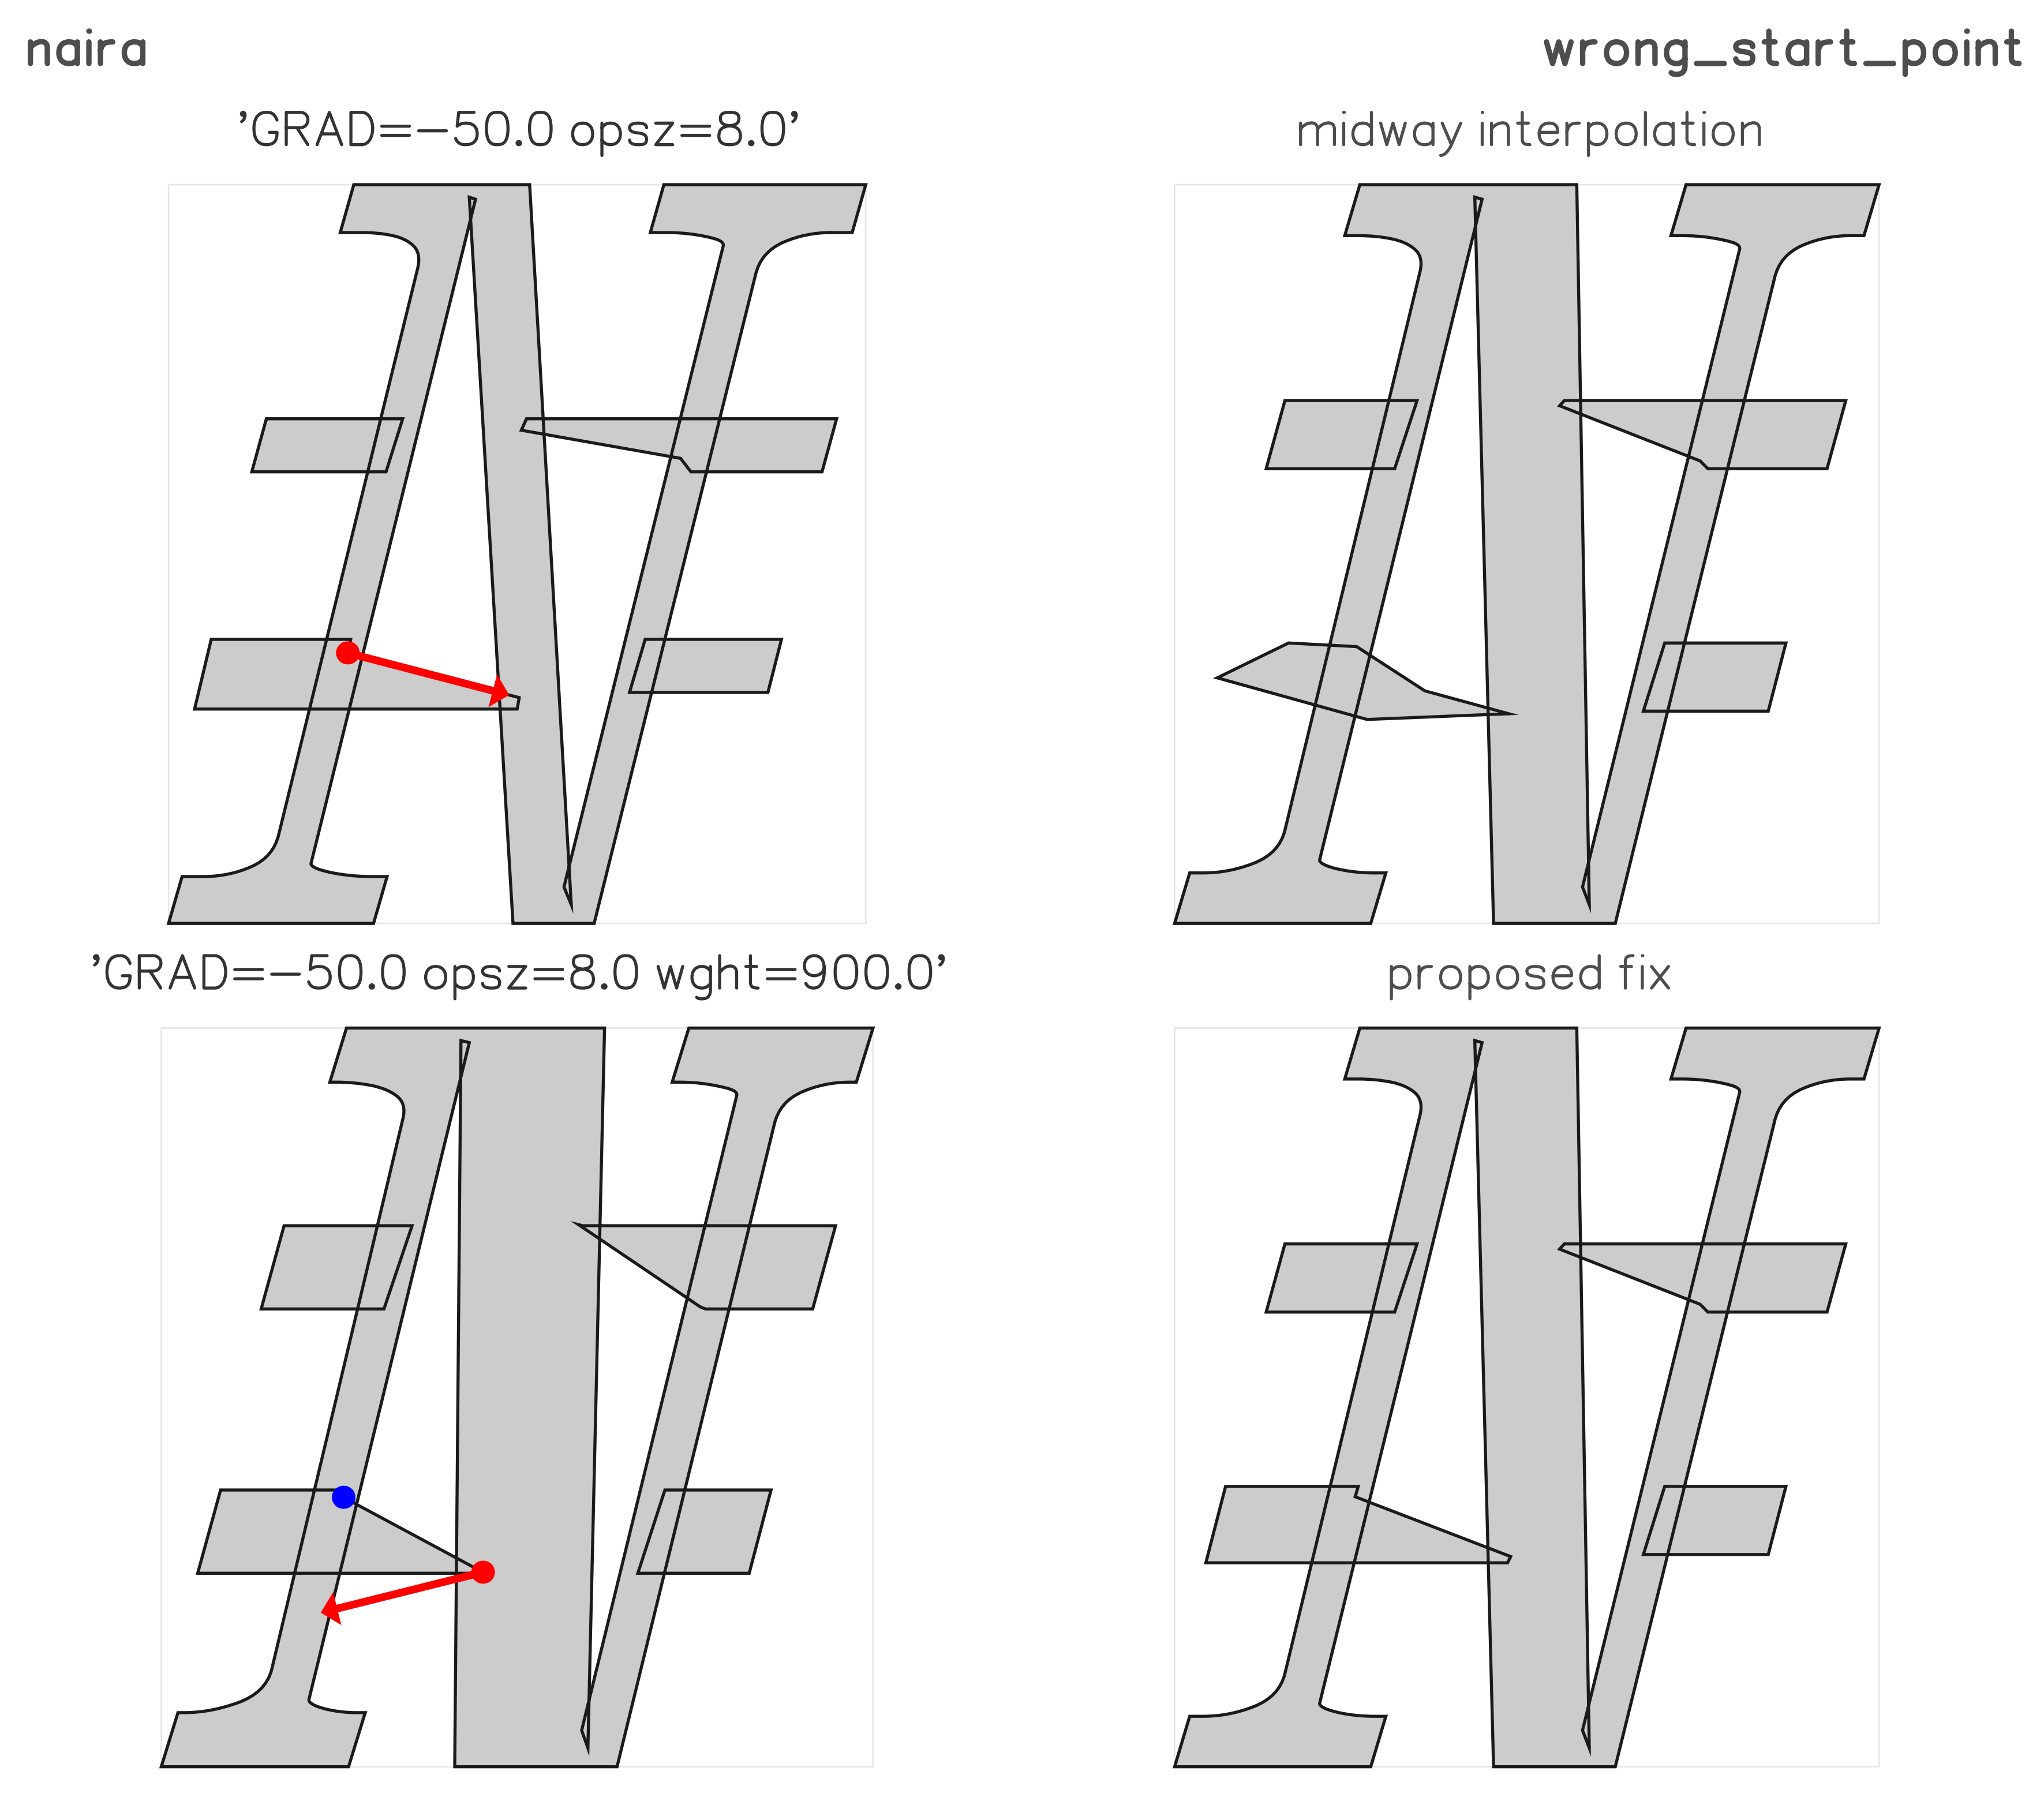 naira
wrong_start_point
'GRAD=−50.0 opsz=8.0'
midway interpolation
'GRAD=−50.0 opsz=8.0 wght=900.0'
proposed fix